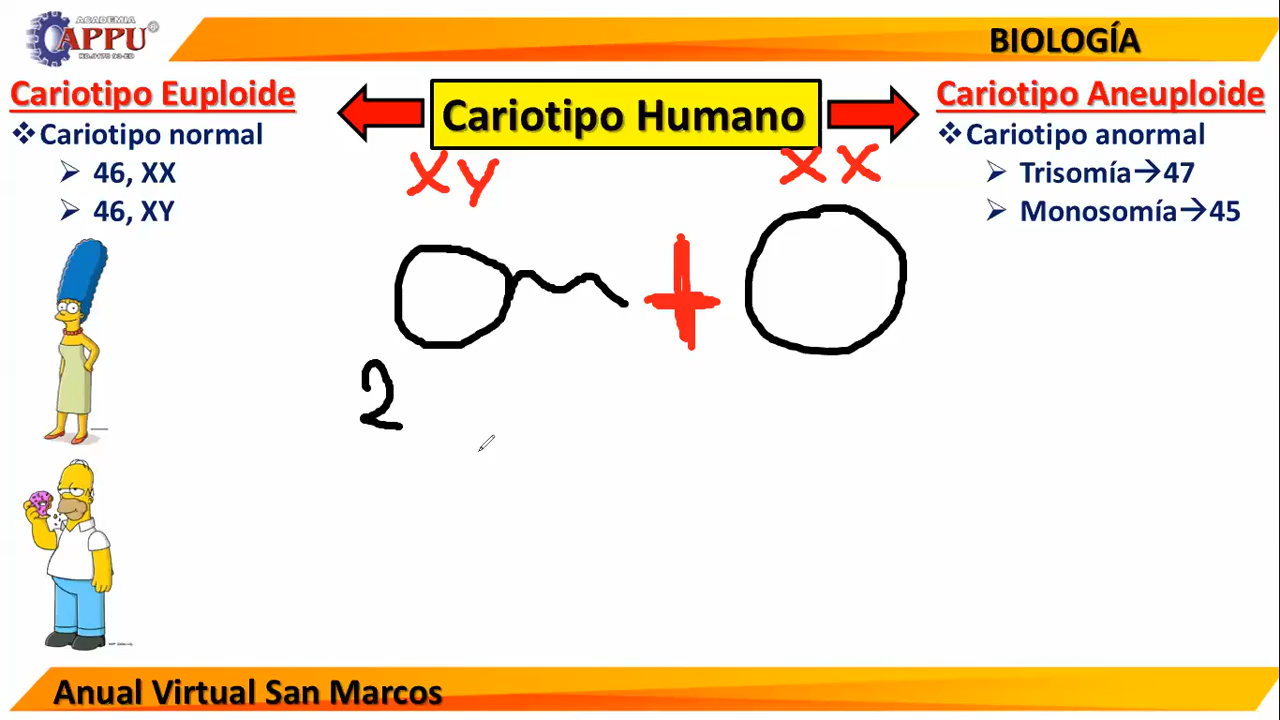 ACADEMIA
APPU
BIOLOGÍA
Cariotipo Euploide
❖Cariotipo normal
➢ 46, XX
➢ 46, XY
Cariotipo Humano
XY
XX
+
2
Cariotipo Aneuploide
❖Cariotipo anormal
➢ Trisomía→47
➢ Monosomía→45
Anual Virtual San Marcos